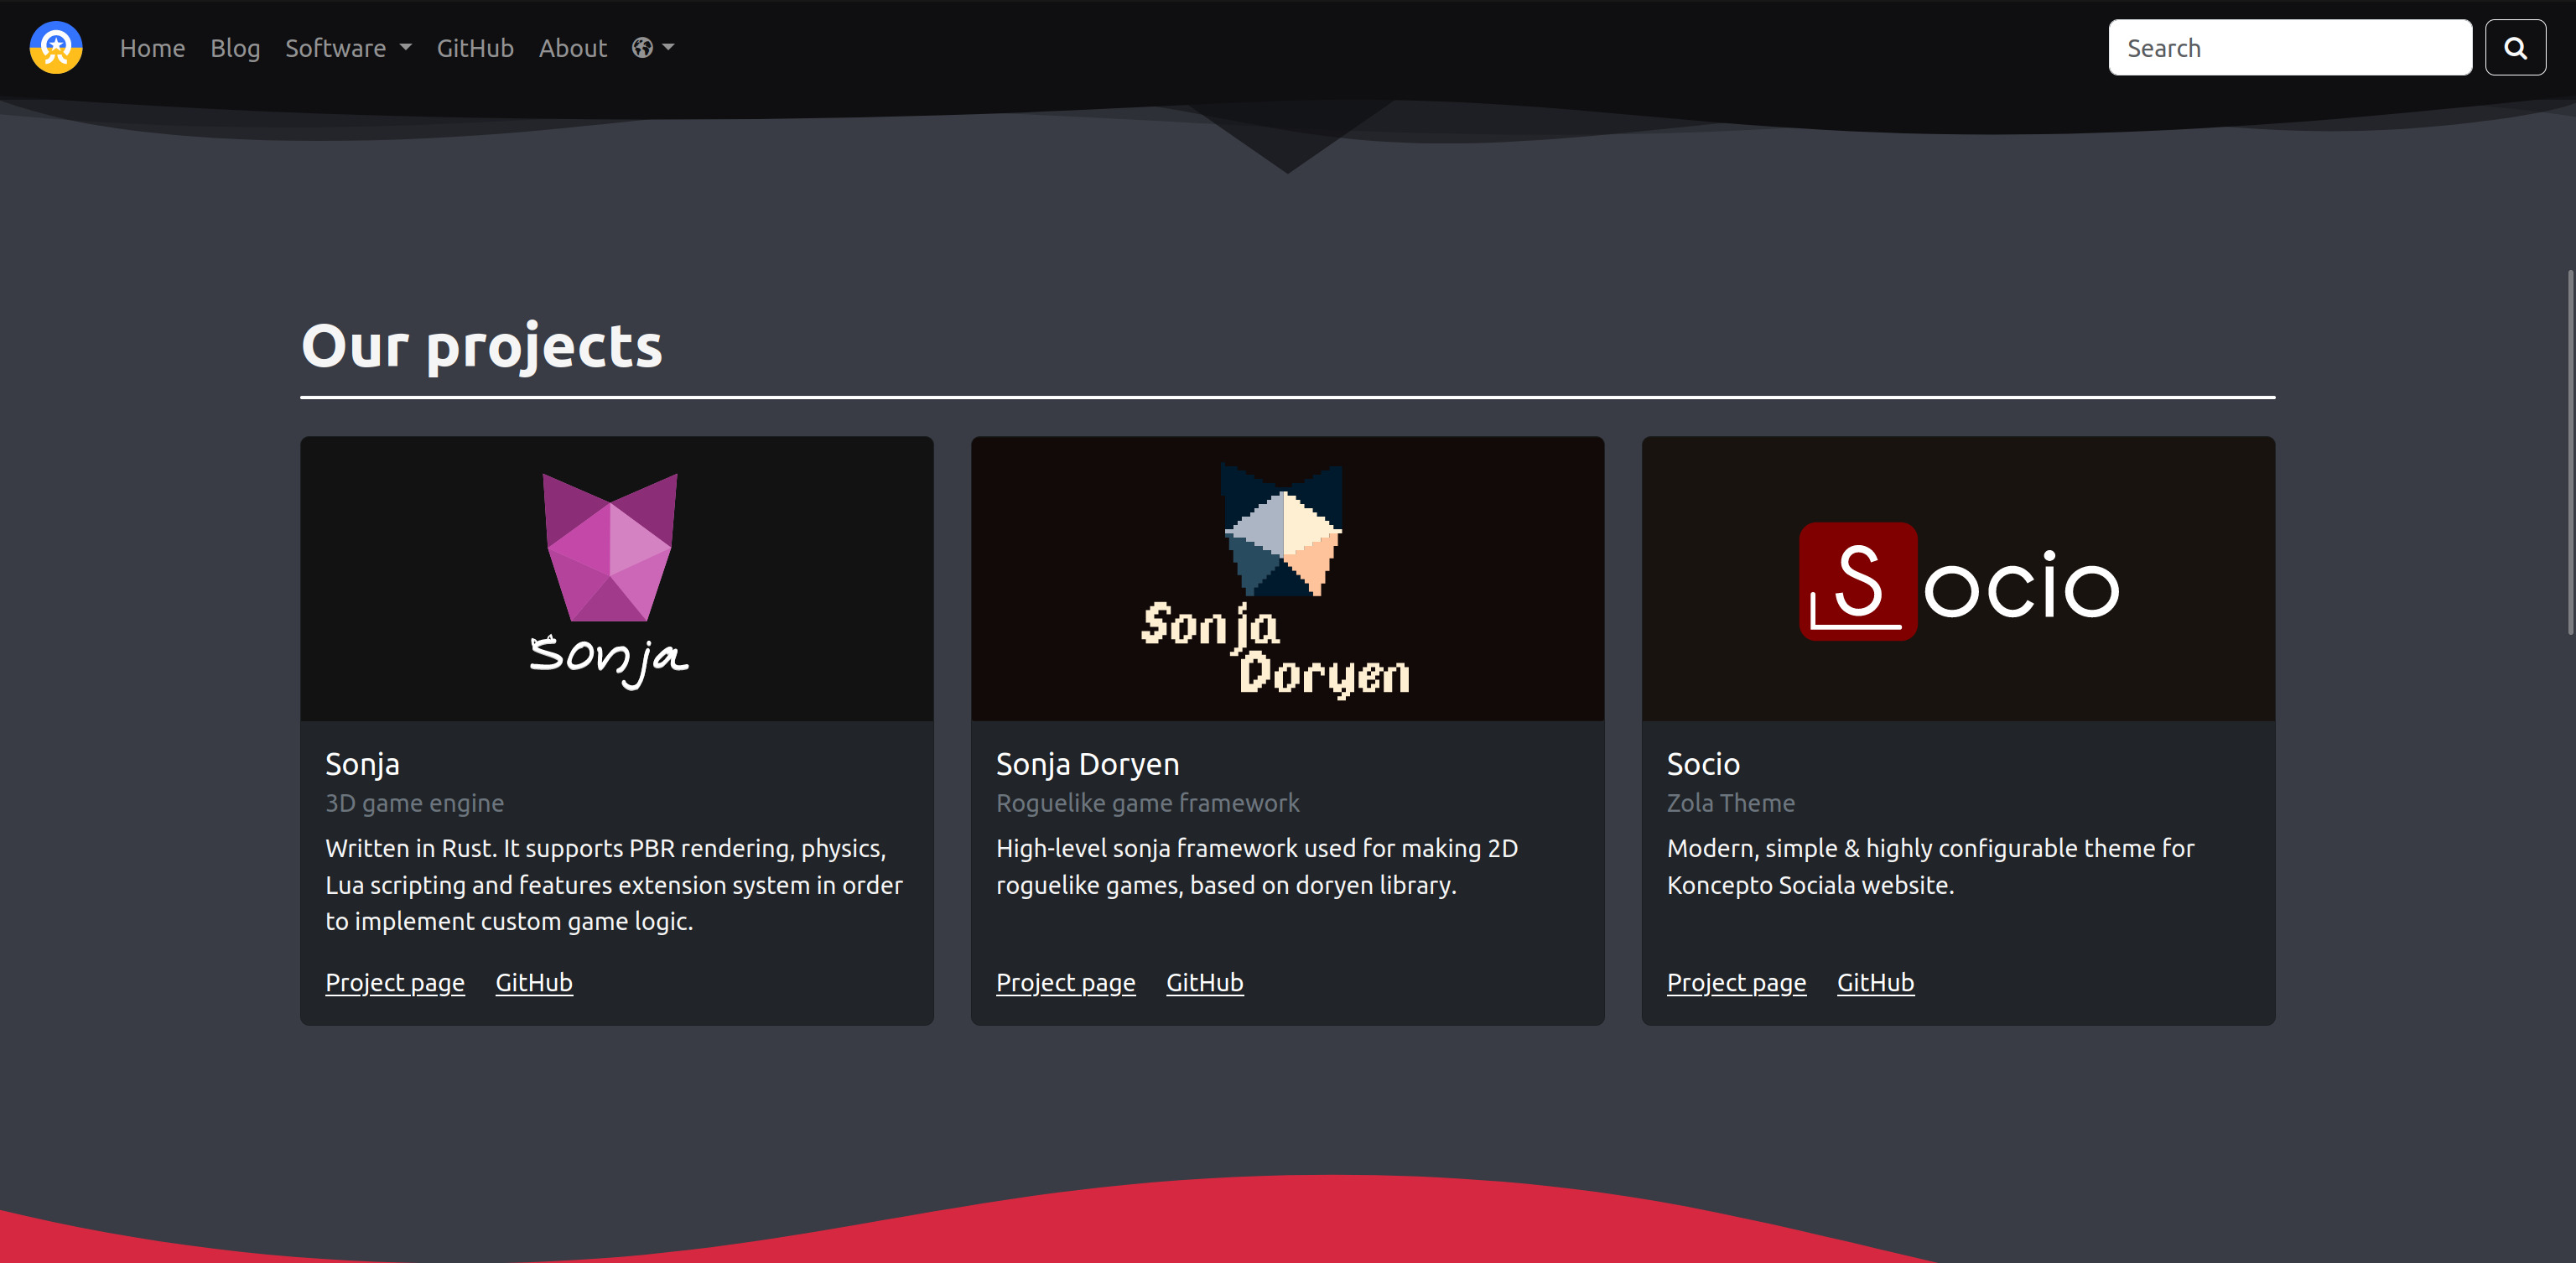 Home Blog Software GitHub About Search
Our projects
Sonja
Sonja
3D game engine
Written in Rust. It supports PBR rendering, physics,
Lua scripting and features extension system in order
to implement custom game logic.
Project page GitHub
Sonja
Doryen
Sonja Doryen
Roguelike game framework
High-level sonja framework used for making 2D
roguelike games, based on doryen library.
Project page GitHub
Socio
Socio
Zola Theme
Modern, simple & highly configurable theme for
Koncepto Sociala website.
Project page GitHub